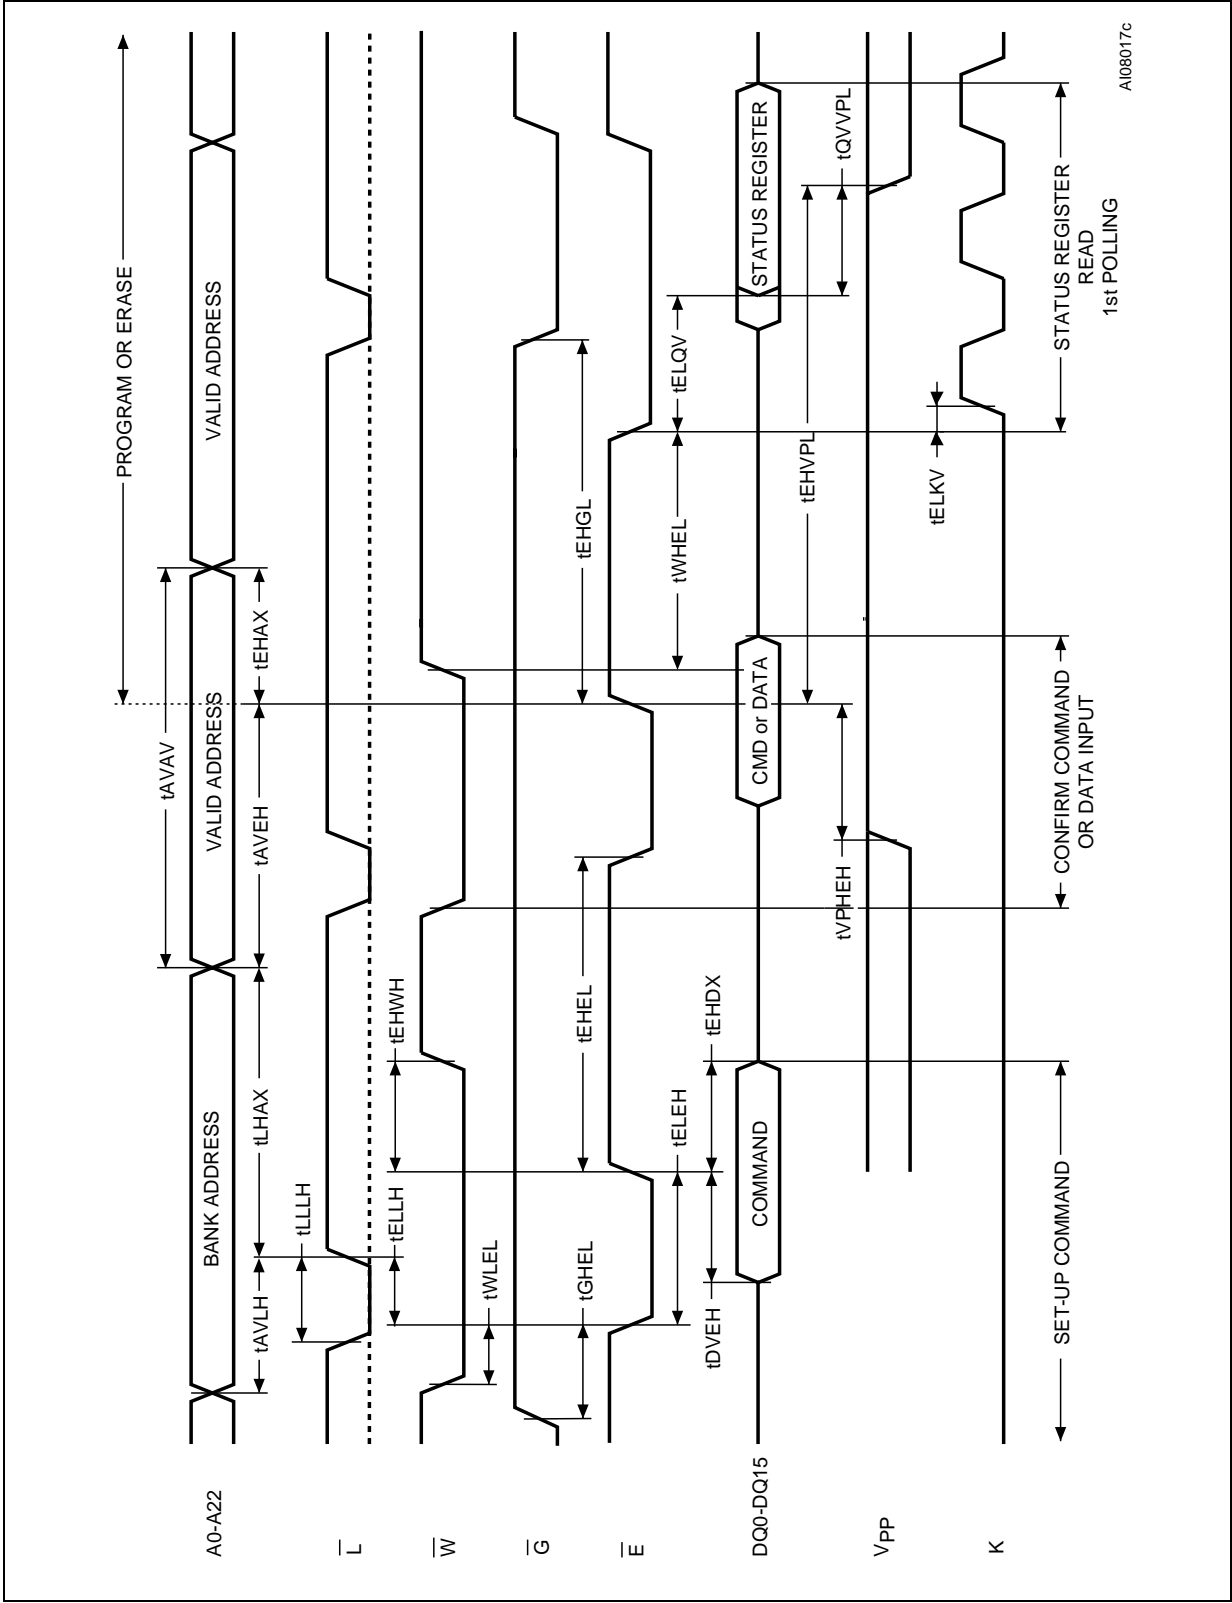 PROGRAM OR ERASE
tAVAV
A0-A22
BANK ADDRESS
VALID ADDRESS
VALID ADDRESS
tAVLH
tLHAX
tAVEH
tEHAX
tLLLH
L
tELLH
tEHWH
W
tWLEL
G
tGHEL
tEHEL
tEHGL
E
tELEH
tWHEL
tELQV
tDVEH
tEHDX
DQ0-DQ15
COMMAND
CMD or DATA
STATUS REGISTER
tEHVPL
tVPHEH
tQVVPL
VPP
tELKV
K
SET-UP COMMAND
CONFIRM COMMAND
OR DATA INPUT
STATUS REGISTER
READ
1st POLLING
AI08017c